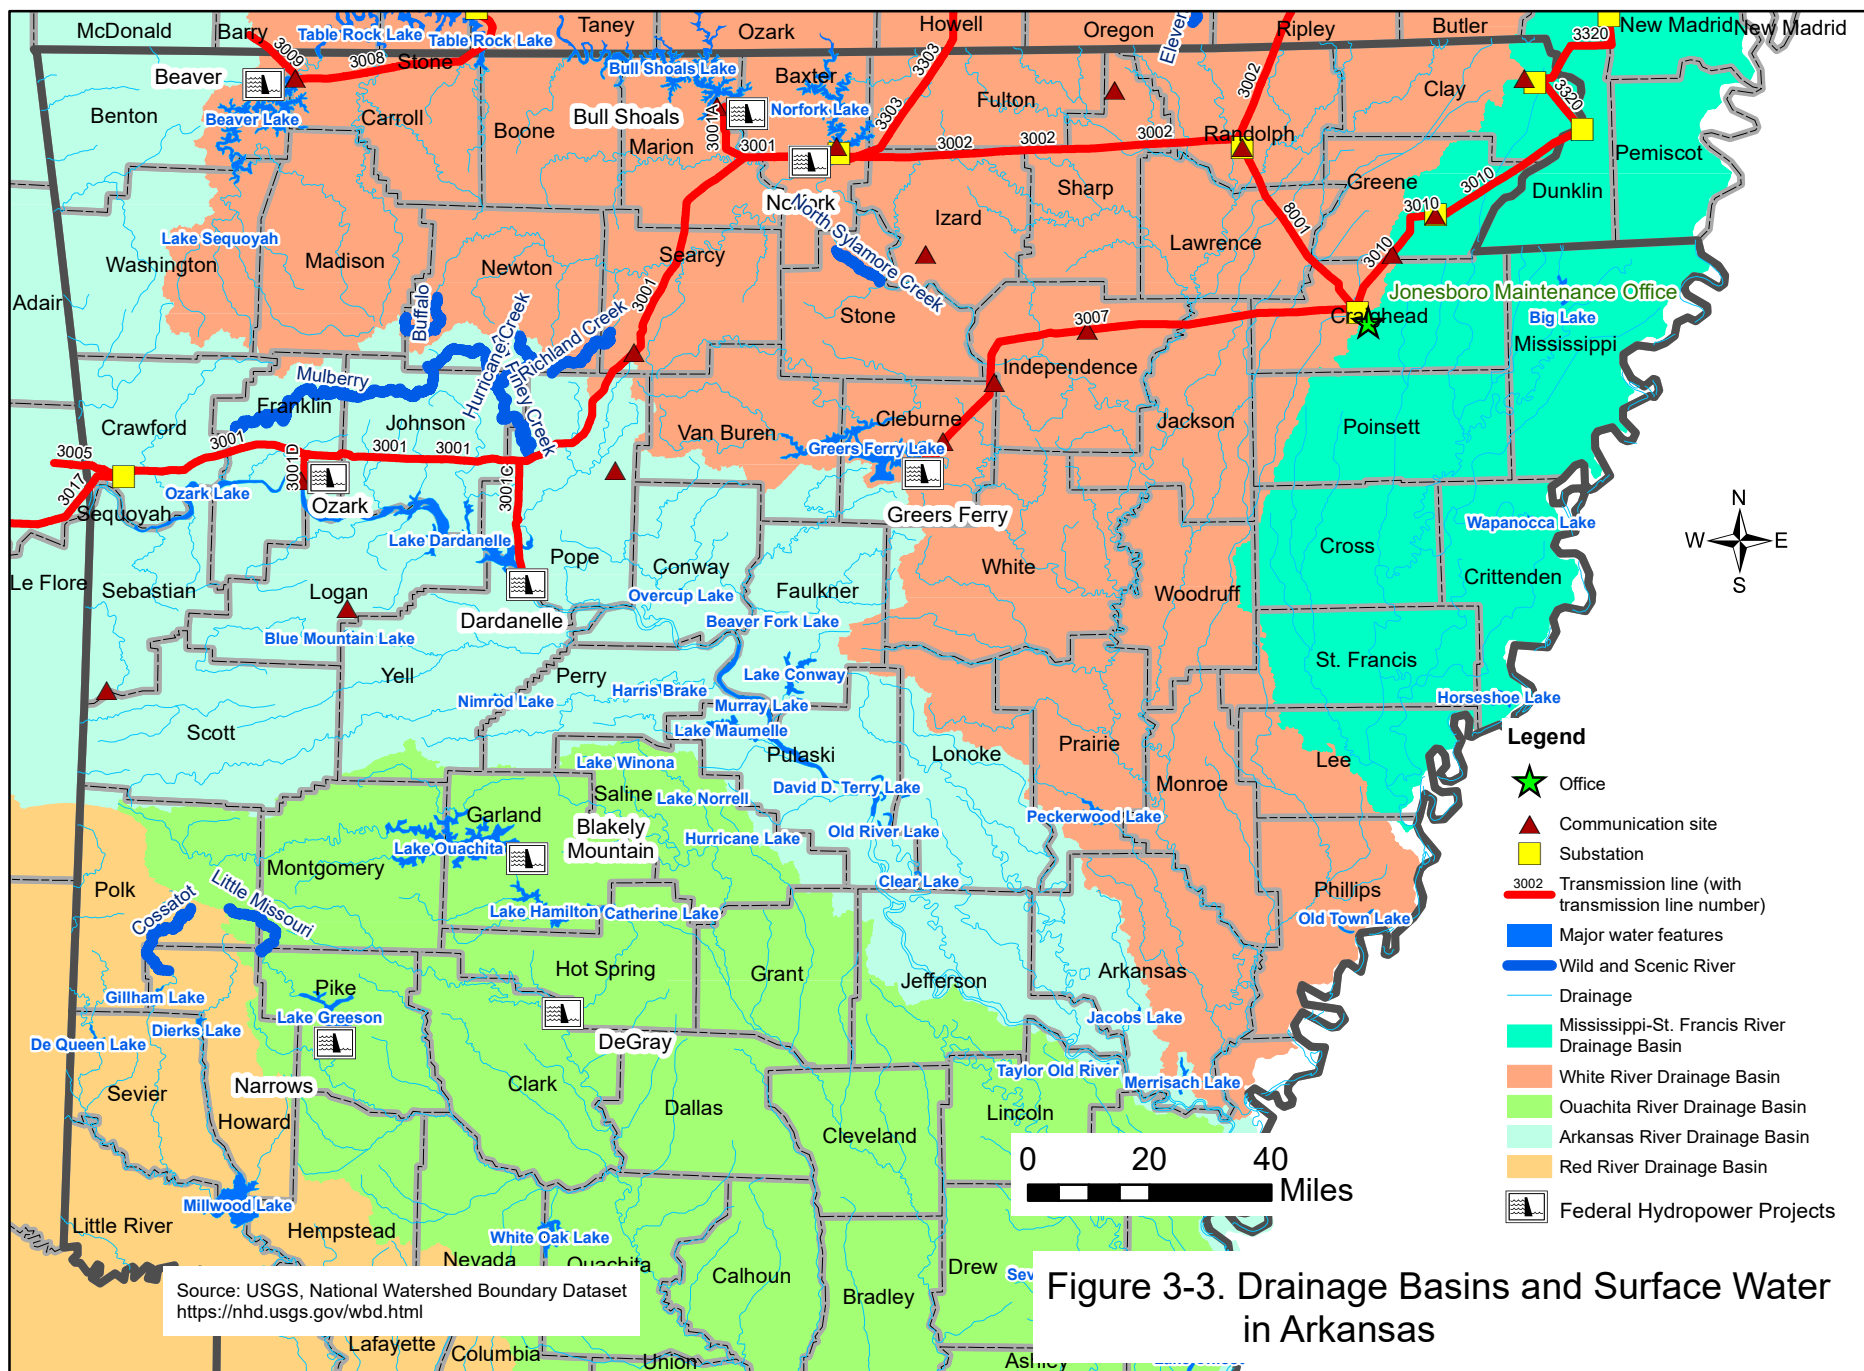 McDonald
Barry
Taney
Ozark
Howell
Oregon
Eleven
Ripley
Butler
New Madrid
New Madrid
Table Rock Lake
Table Rock Lake
3009
3008
Stone
3303
3002
3320
Beaver
Bull Shoals Lake
Baxter
Fulton
Clay
3320
Benton
Beaver Lake
Carroll
Boone
Bull Shoals
3001A
Norfork Lake
3303
Marion
3001
3002
3002
3002
Randolph
Pemiscot
Greene
3010
Dunklin
Sharp
Norfork
North Sylamore Creek
Izard
8001
3010
Lake Sequoyah
Washington
Madison
Newton
Searcy
Lawrence
3010
Adair
Buffalo
Hurricane Creek
Richland Creek
3001
Jonesboro Maintenance Office
Stone
3007
Craighead
Big Lake
Mississippi
Mulberry
Franklin
Piney Creek
Independence
Crawford
Johnson
Cleburne
Jackson
Poinsett
Van Buren
3005
3001
3001
3001
Greers Ferry Lake
3017
3001D
3001C
Ozark Lake
Ozark
Sequoyah
Greers Ferry
Wapanocca Lake
Lake Dardanelle
Pope
Conway
White
Cross
Crittenden
Le Flore
Sebastian
Logan
Overcup Lake
Faulkner
Woodruff
Dardanelle
Beaver Fork Lake
Blue Mountain Lake
Yell
Perry
Lake Conway
St. Francis
Harris Brake
Nimrod Lake
Murray Lake
Horseshoe Lake
Scott
Lake Maumelle
Pulaski
Lonoke
Prairie
Lee
Lake Winona
Monroe
Saline
Lake Norrell
David D. Terry Lake
Garland
Blakely
Mountain
Peckerwood Lake
Lake Ouachita
Hurricane Lake
Old River Lake
Montgomery
Polk
Clear Lake
Phillips
Cossatot
Little Missouri
Lake Hamilton
Catherine Lake
Old Town Lake
Hot Spring
Grant
Jefferson
Arkansas
Pike
Gillham Lake
Lake Greeson
Jacobs Lake
Dierks Lake
De Queen Lake
DeGray
Taylor Old River
Merrisach Lake
Narrows
Clark
Sevier
Howard
Dallas
Lincoln
Cleveland
Millwood Lake
Little River
Hempstead
White Oak Lake
Nevada
Ouachita
Calhoun
Drew
Sev
Bradley
Lafayette
Columbia
Union
Ashley
N
W E
S
Legend
Office
Communication site
Substation
3002
Transmission line (with
transmission line number)
Major water features
Wild and Scenic River
Drainage
Mississippi-St. Francis River
Drainage Basin
White River Drainage Basin
Ouachita River Drainage Basin
Arkansas River Drainage Basin
Red River Drainage Basin
Federal Hydropower Projects
0 20 40
Miles
Source: USGS, National Watershed Boundary Dataset
https://nhd.usgs.gov/wbd.html
Figure 3-3. Drainage Basins and Surface Water
in Arkansas